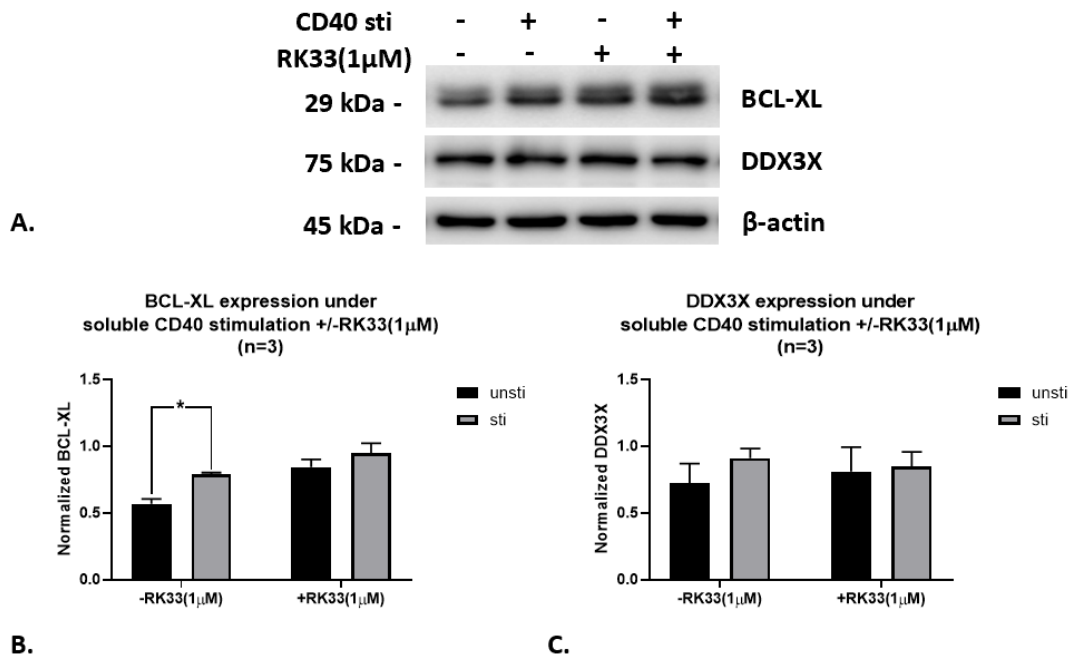 CD40 sti - + - +
RK33(1μM) - - + +
29 kDa - BCL-XL
75 kDa - DDX3X
45 kDa - β-actin
A.
BCL-XL expression under
soluble CD40 stimulation +/-RK33(1μM)
(n=3)
Normalized BCL-XL
1.5
1.0
0.5
0.0
*
-RK33(1μM) +RK33(1μM)
unsti
sti
B.
DDX3X expression under
soluble CD40 stimulation +/-RK33(1μM)
(n=3)
Normalized DDX3X
1.5
1.0
0.5
0.0
-RK33(1μM) +RK33(1μM)
unsti
sti
C.